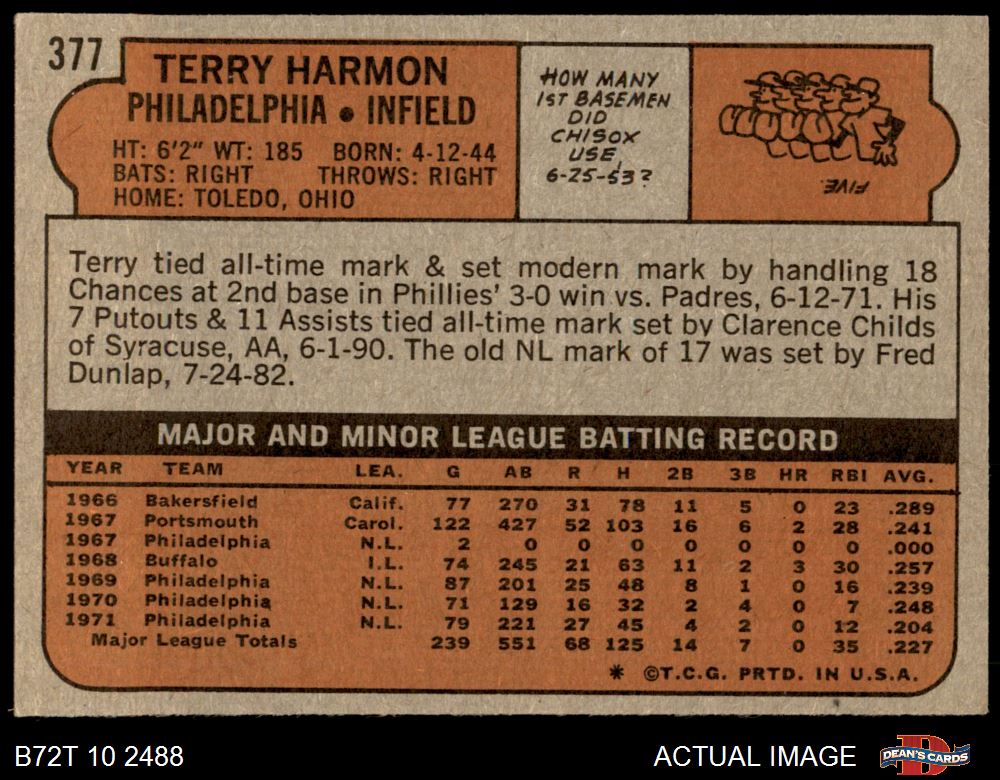 377
TERRY HARMON
PHILADELPHIA • INFIELD
HT: 6'2" WT: 185 BORN: 4-12-44
BATS: RIGHT THROWS: RIGHT
HOME: TOLEDO, OHIO
HOW MANY
1ST BASEMEN
DID
CHISOX
USE,
6-25-53?
FIVE
Terry tied all-time mark & set modern mark by handling 18
Chances at 2nd base in Phillies' 3-0 win vs. Padres, 6-12-71. His
7 Putouts & 11 Assists tied all-time mark set by Clarence Childs
of Syracuse, AA, 6-1-90. The old NL mark of 17 was set by Fred
Dunlap, 7-24-82.
MAJOR AND MINOR LEAGUE BATTING RECORD
YEAR TEAM LEA. G AB R H 2B 3B HR RBI AVG.
1966 Bakersfield Calif. 77 270 31 78 11 5 0 23 .289
1967 Portsmouth Carol. 122 427 52 103 16 6 2 28 .241
1967 Philadelphia N.L. 2 0 0 0 0 0 0 0 .000
1968 Buffalo I.L. 74 245 21 63 11 2 3 30 .257
1969 Philadelphia N.L. 87 201 25 48 8 1 0 16 .239
1970 Philadelphia N.L. 71 129 16 32 2 4 0 7 .248
1971 Philadelphia N.L. 79 221 27 45 4 2 0 12 .204
Major League Totals 239 551 68 125 14 7 0 35 .227
* ©T.C.G. PRTD. IN U.S.A.
B72T 10 2488
ACTUAL IMAGE
DEAN'S CARDS